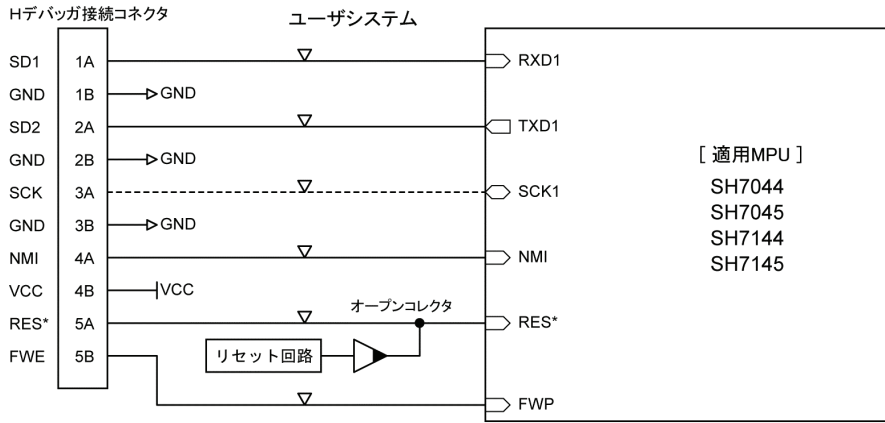 Hデバッガ接続コネクタ
ユーザシステム
SD1 1A RXD1
GND 1B GND
SD2 2A TXD1
GND 2B GND
SCK 3A SCK1
GND 3B GND
NMI 4A NMI
VCC 4B VCC
オープンコレクタ
RES* 5A RES*
FWE 5B リセット回路
FWP
[ 適用MPU ]
SH7044
SH7045
SH7144
SH7145